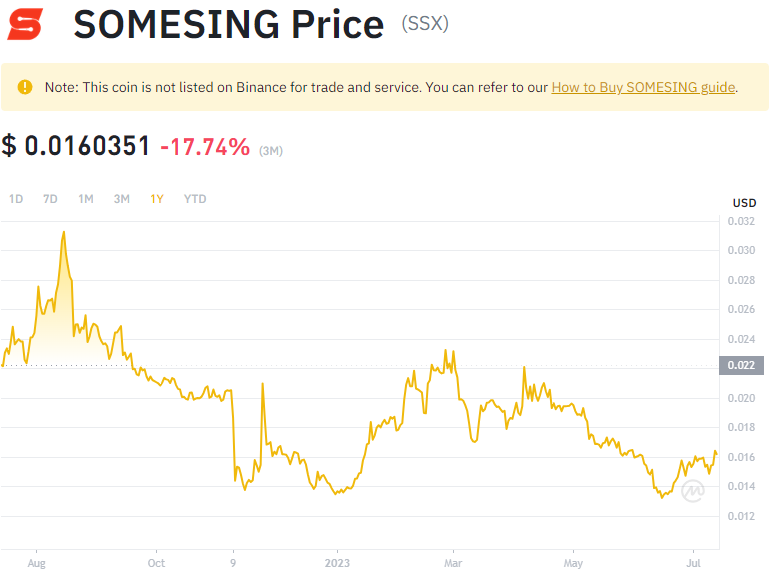 SOMESING Price (SSX)
Note: This coin is not listed on Binance for trade and service. You can refer to our How to Buy SOMESING guide.
$ 0.0160351 -17.74% (3M)
1D 7D 1M 3M 1Y YTD
USD
0.032
0.030
0.028
0.026
0.024
0.022
0.020
0.018
0.016
0.014
0.012
Aug Oct 9 2023 Mar May Jul